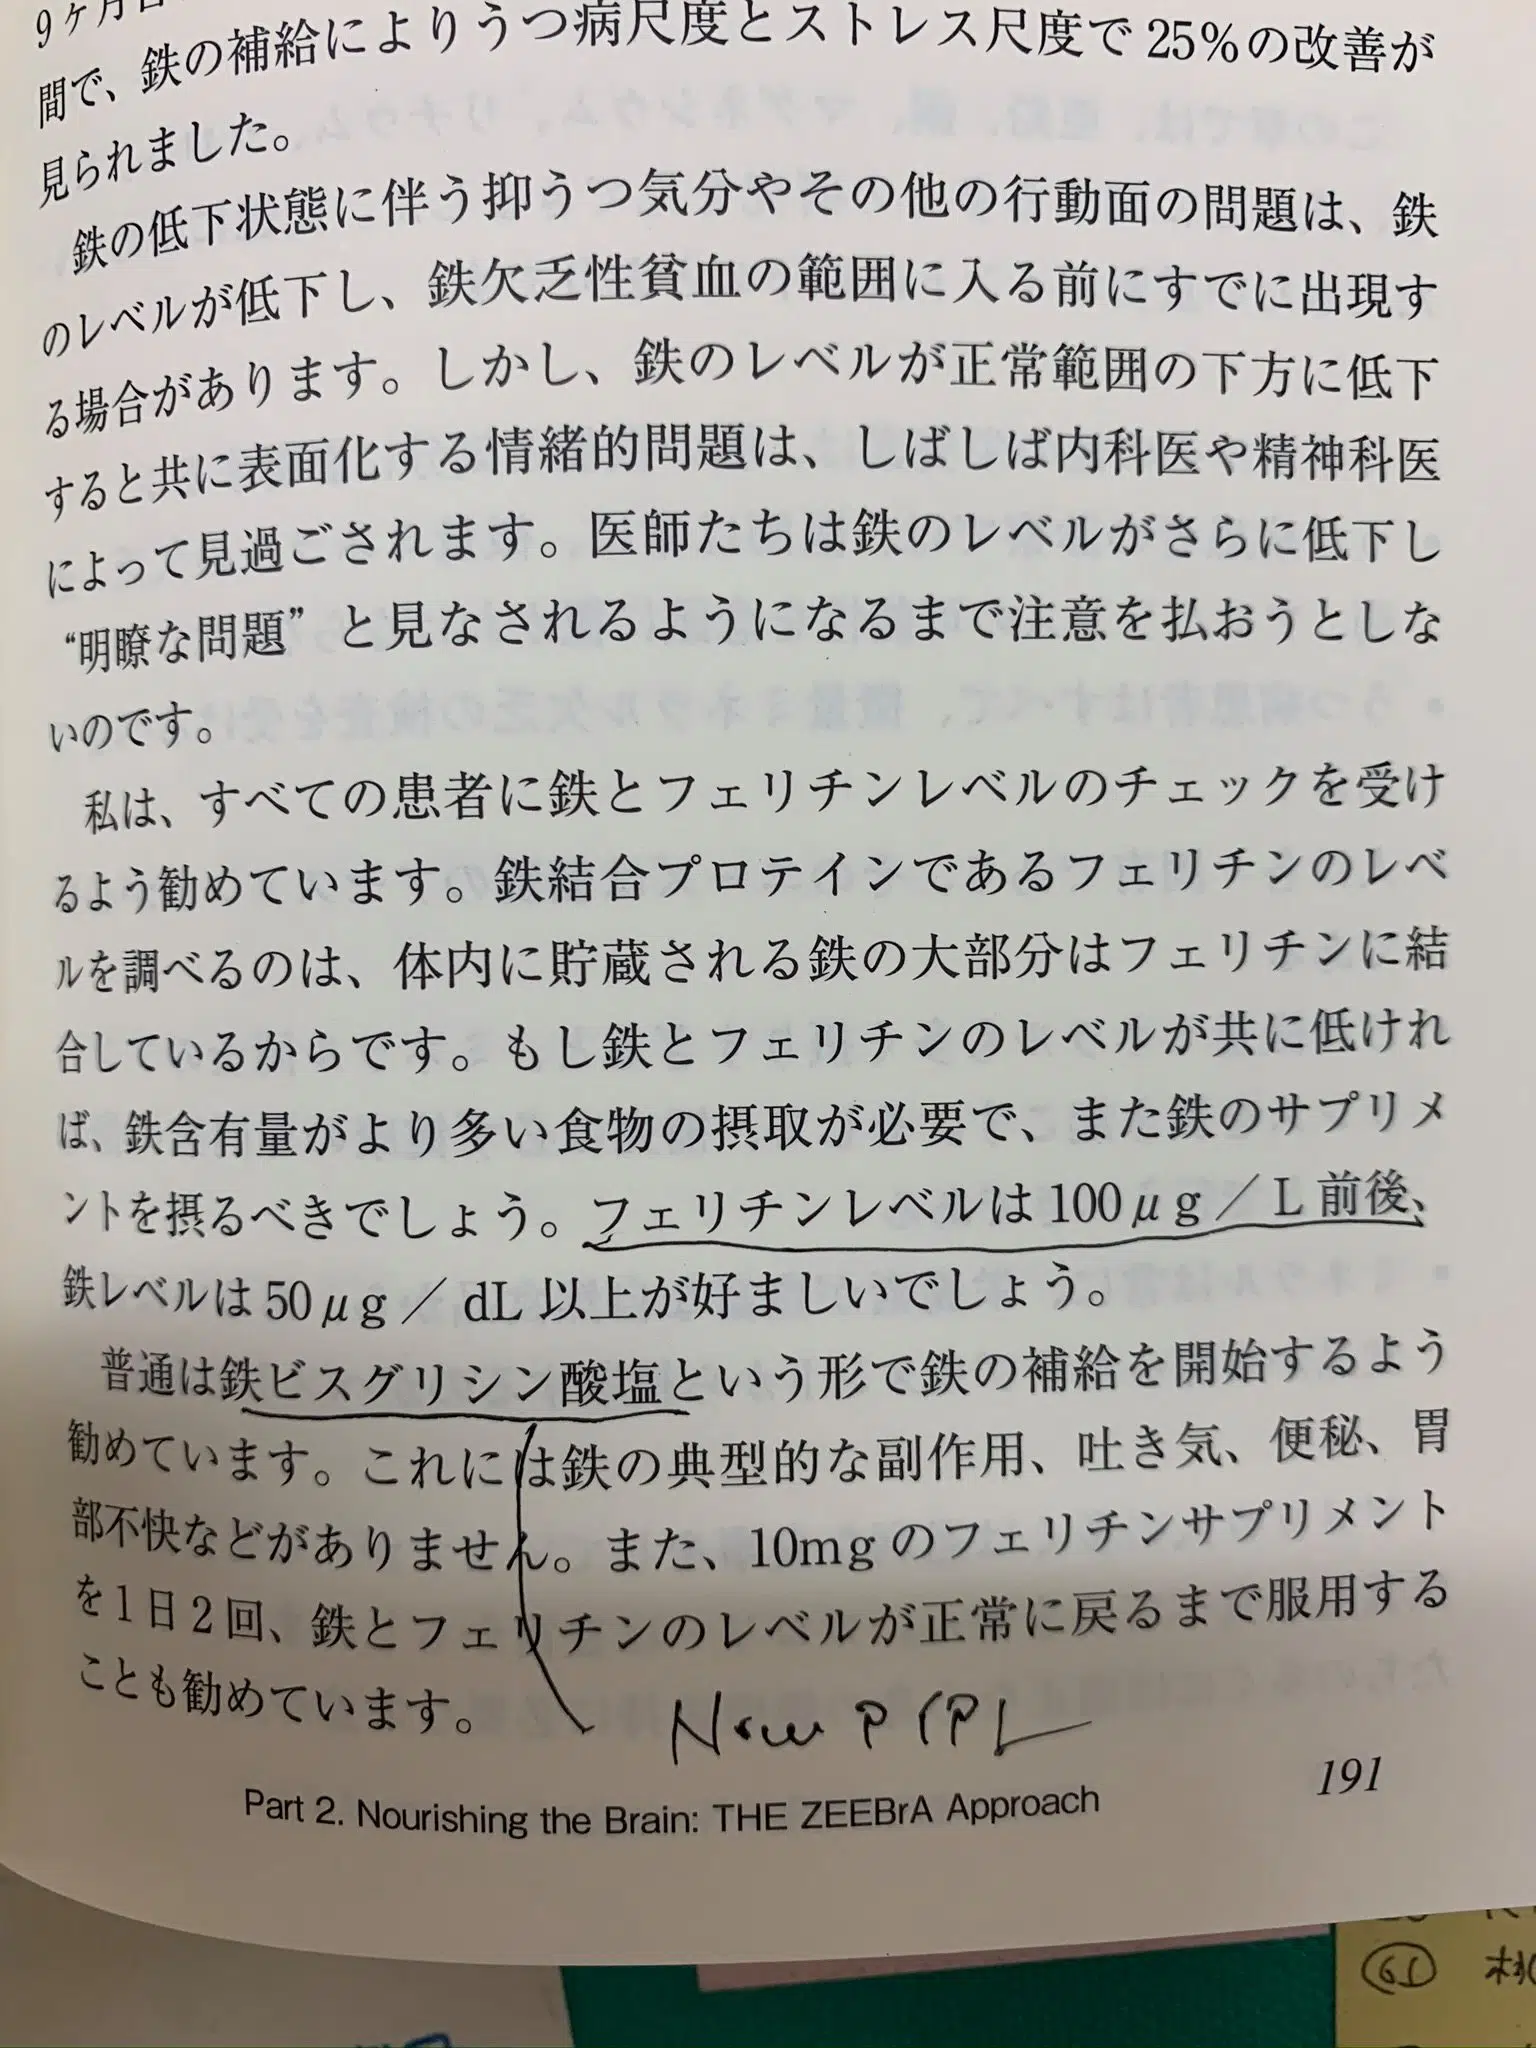 9ヶ月
間で、鉄の補給によりうつ病尺度とストレス尺度で25%の改善が
見られました。
鉄の低下状態に伴う抑うつ気分やその他の行動面の問題は、鉄
のレベルが低下し、鉄欠乏性貧血の範囲に入る前にすでに出現す
る場合があります。しかし、鉄のレベルが正常範囲の下方に低下
すると共に表面化する情緒的問題は、しばしば内科医や精神科医
によって見過ごされます。医師たちは鉄のレベルがさらに低下し
“明瞭な問題”と見なされるようになるまで注意を払おうとしな
いのです。
私は、すべての患者に鉄とフェリチンレベルのチェックを受け
るよう勧めています。鉄結合プロテインであるフェリチンのレベ
ルを調べるのは、体内に貯蔵される鉄の大部分はフェリチンに結
合しているからです。もし鉄とフェリチンのレベルが共に低けれ
ば、鉄含有量がより多い食物の摂取が必要で、また鉄のサプリメ
ントを摂るべきでしょう。フェリチンレベルは100μg/L前後、
鉄レベルは50μg/dL以上が好ましいでしょう。
普通は鉄ビスグリシン酸塩という形で鉄の補給を開始するよう
勧めています。これには鉄の典型的な副作用、吐き気、便秘、胃
部不快などがありません。また、10mgのフェリチンサプリメント
を1日2回、鉄とフェリチンのレベルが正常に戻るまで服用する
ことも勧めています。
Now
Part 2. Nourishing the Brain: THE ZEEBrA Approach
191